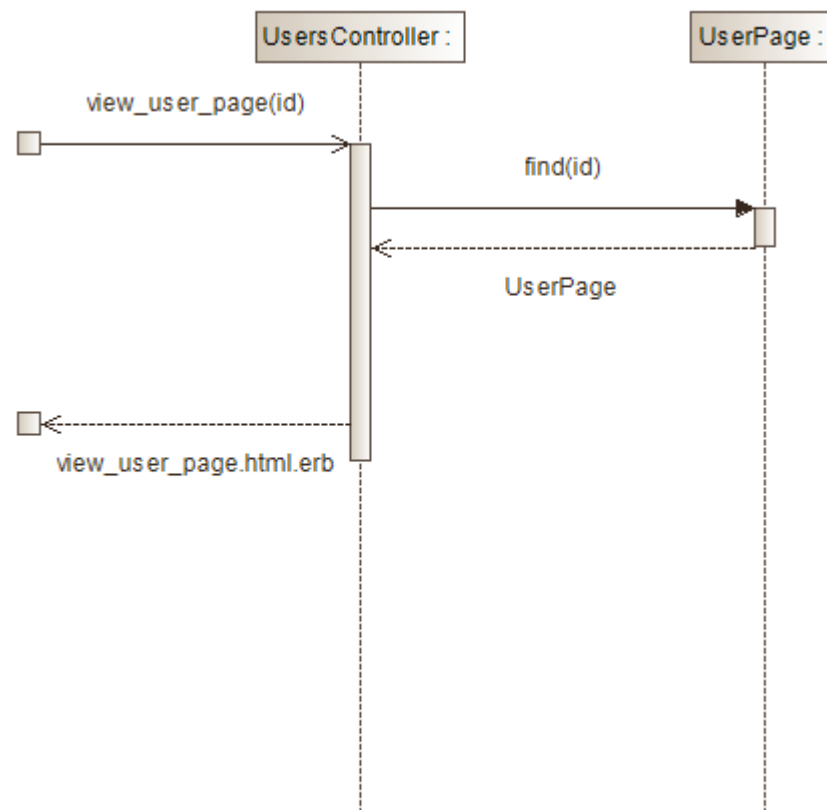 UsersController :
UserPage :
view_user_page(id)
find(id)
UserPage
view_user_page.html.erb